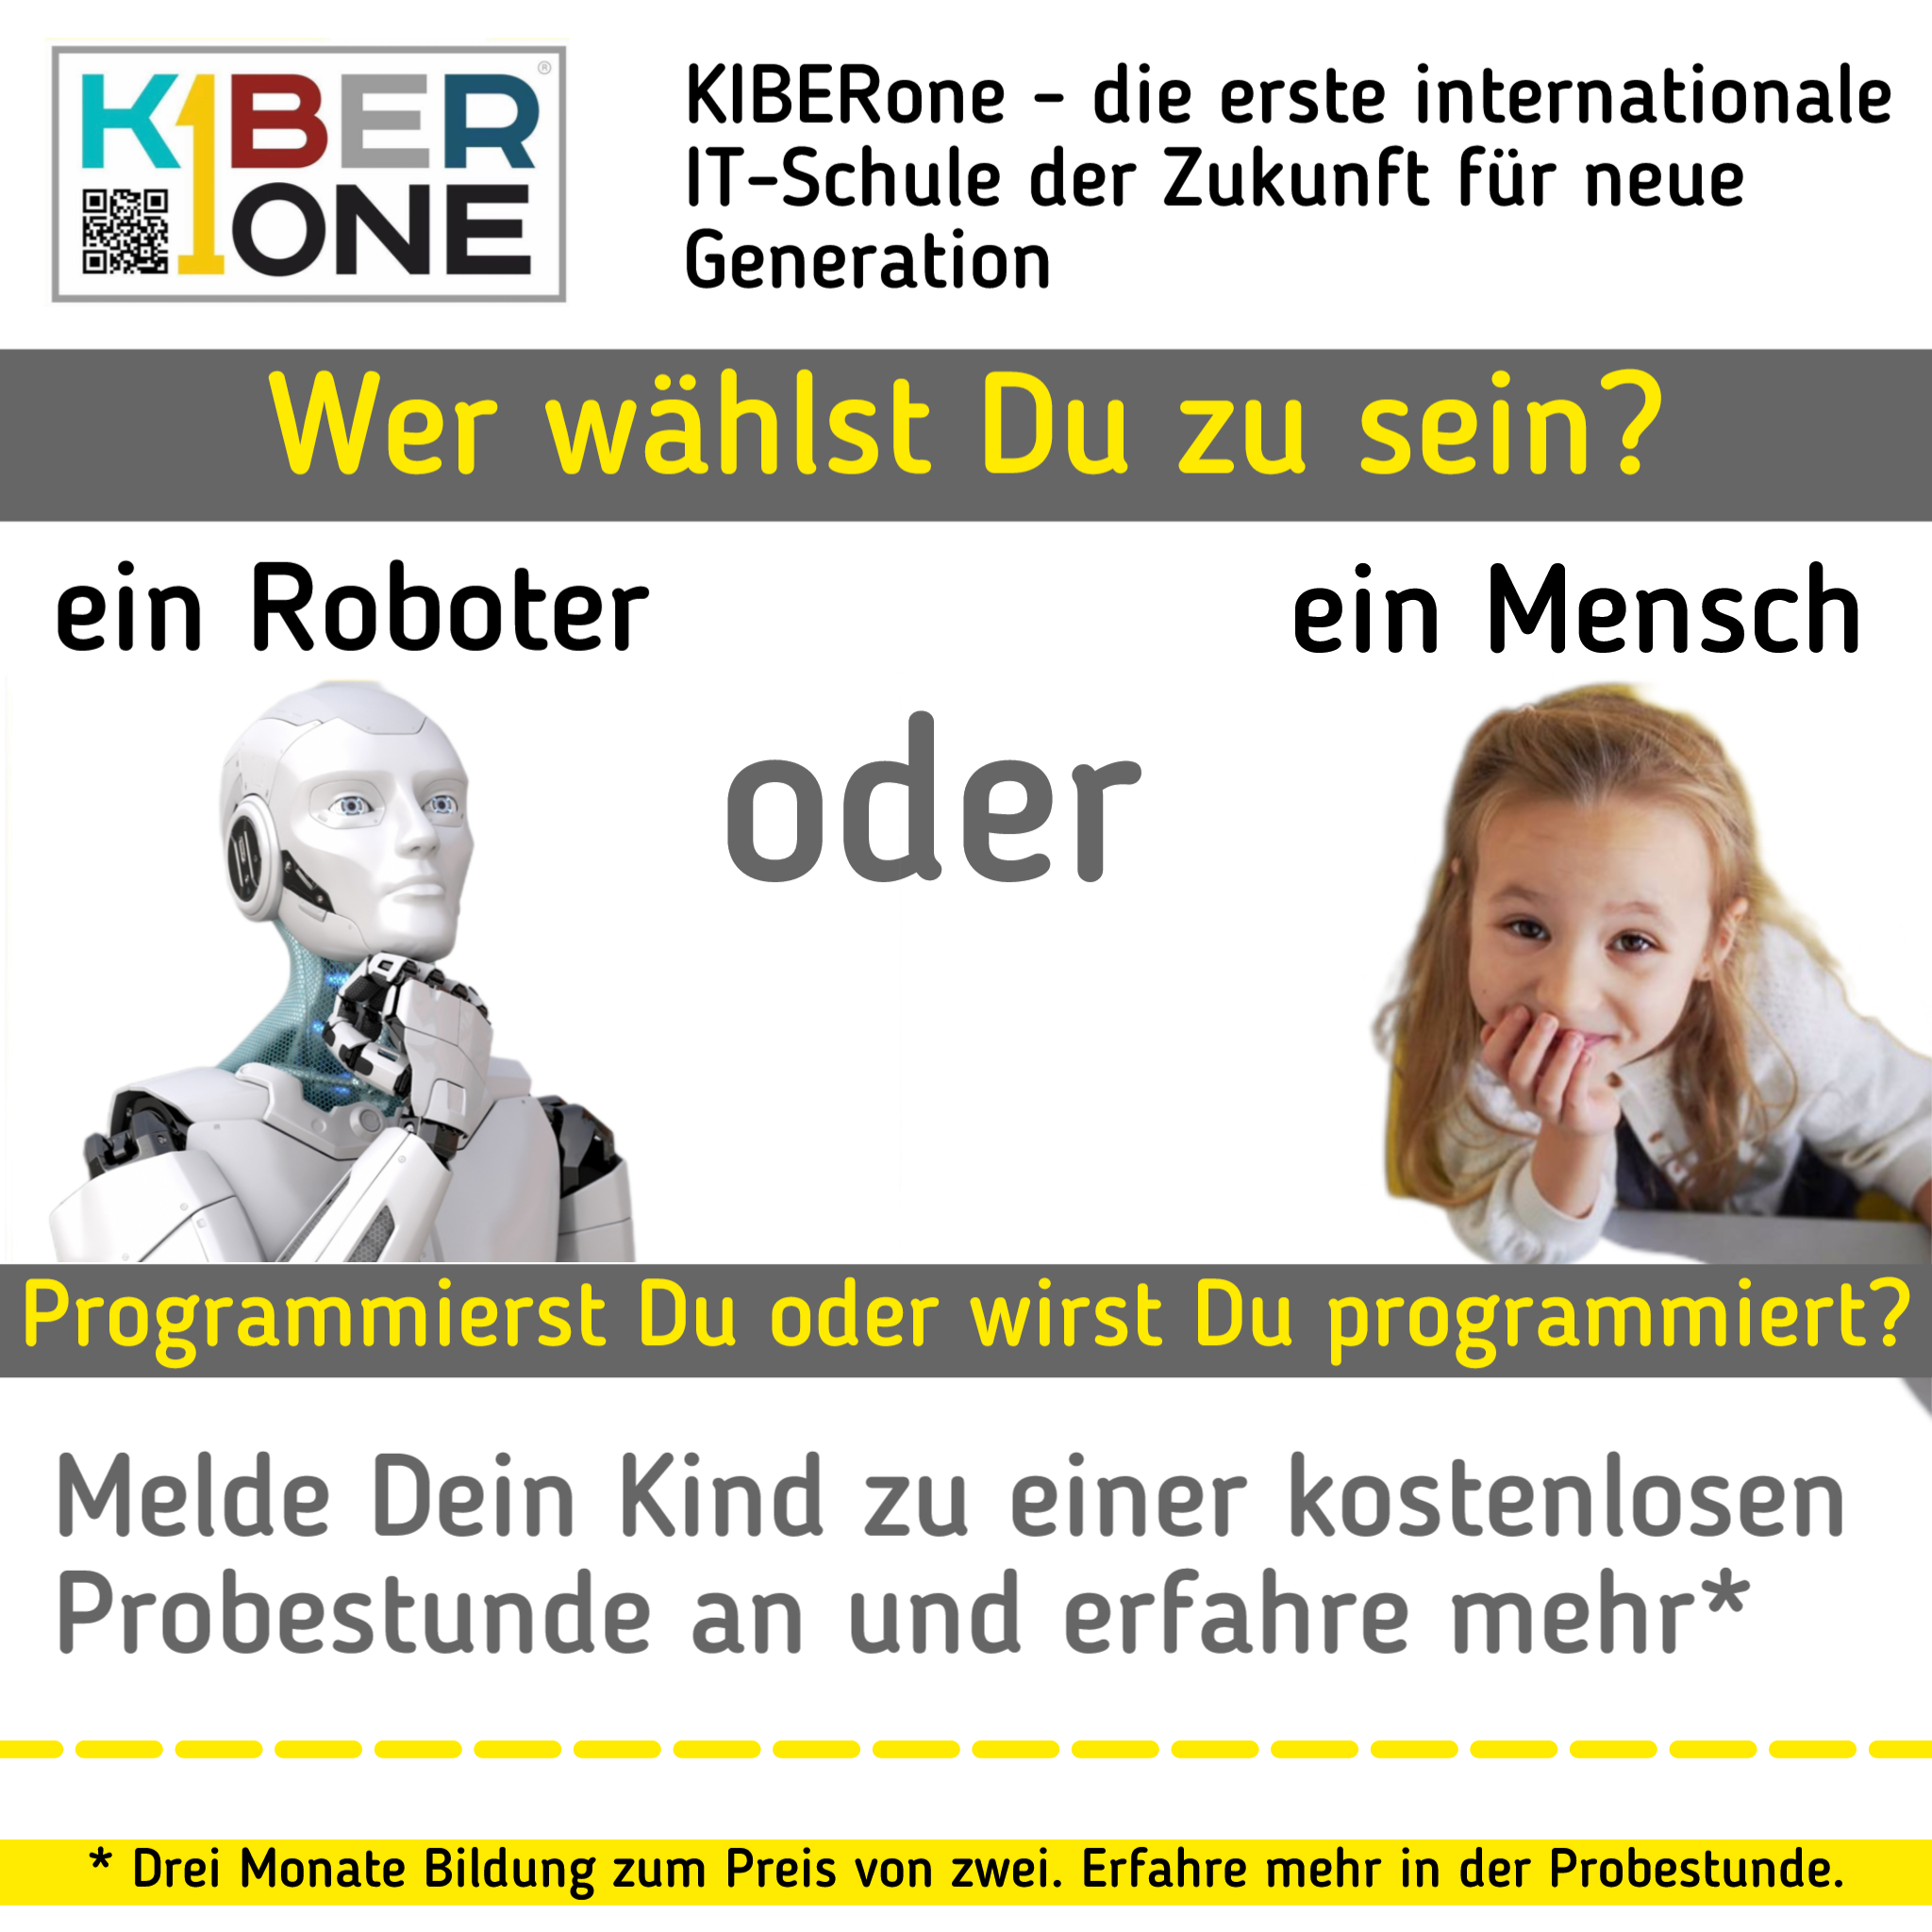 K1BER
ONE
®
KIBERone - die erste internationale
IT-Schule der Zukunft für neue
Generation
Wer wählst Du zu sein?
ein Roboter
ein Mensch
oder
Programmierst Du oder wirst Du programmiert?
Melde Dein Kind zu einer kostenlosen
Probestunde an und erfahre mehr*
* Drei Monate Bildung zum Preis von zwei. Erfahre mehr in der Probestunde.